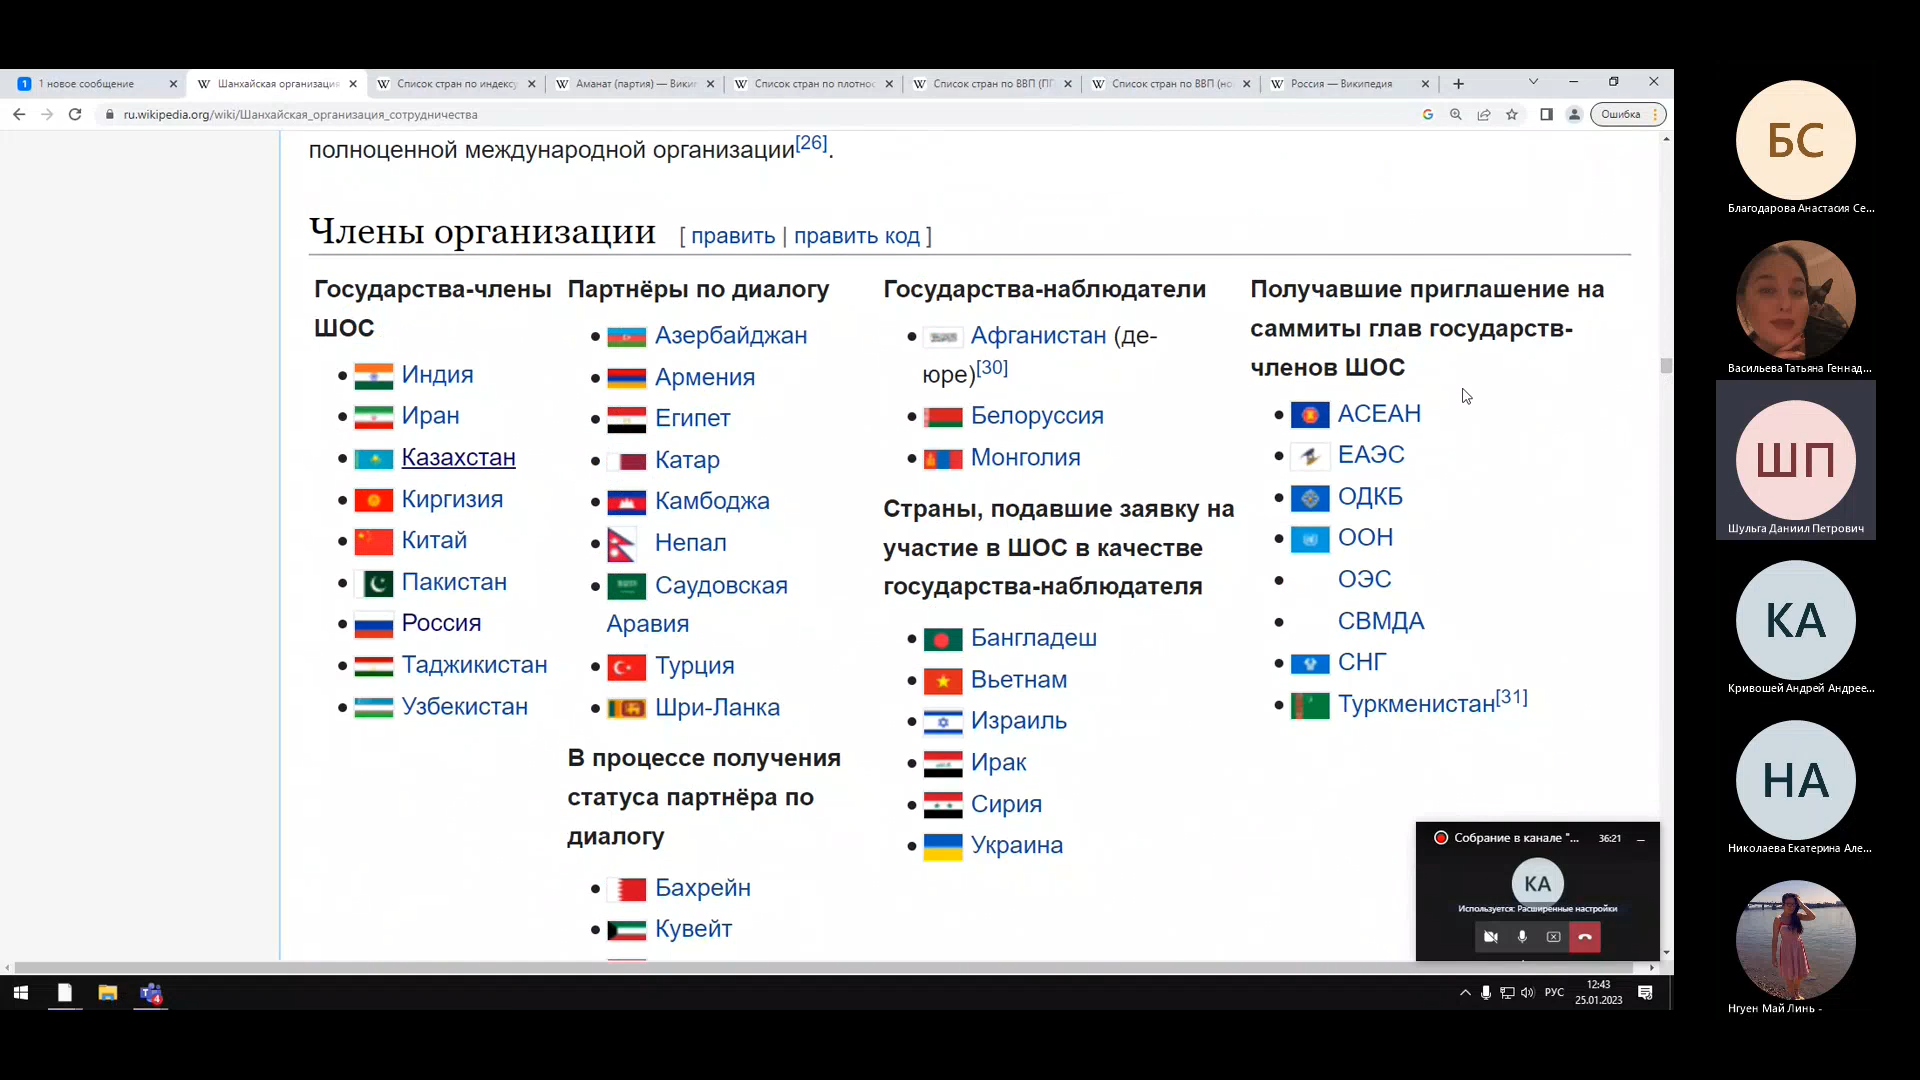 1 новое сообщение
Шанхайская организация
Список стран по индексу
Аманат (партия) — Вики
Список стран по плотнос
Список стран по ВВП (ПП
Список стран по ВВП (но
Россия — Википедия
ru.wikipedia.org/wiki/Шанхайская_организация_сотрудничества
Ошибка
полноценной международной организации[26].
Члены организации [ править | править код ]
Государства-члены
ШОС
Индия
Иран
Казахстан
Киргизия
Китай
Пакистан
Россия
Таджикистан
Узбекистан
Партнёры по диалогу
Азербайджан
Армения
Египет
Катар
Камбоджа
Непал
Саудовская
Аравия
Турция
Шри-Ланка
В процессе получения
статуса партнёра по
диалогу
Бахрейн
Кувейт
Государства-наблюдатели
Афганистан (де-
юре)[30]
Белоруссия
Монголия
Страны, подавшие заявку на
участие в ШОС в качестве
государства-наблюдателя
Бангладеш
Вьетнам
Израиль
Ирак
Сирия
Украина
Получавшие приглашение на
саммиты глав государств-
членов ШОС
АСЕАН
ЕАЭС
ОДКБ
ООН
ОЭС
СВМДА
СНГ
Туркменистан[31]
Собрание в канале "... 36:21
КА
Используется: Расширенные настройки
4
РУС
12:43
25.01.2023
БС
Благодарова Анастасия Се...
Васильева Татьяна Геннад...
ШП
Шульга Даниил Петрович
КА
Кривошей Андрей Андрее...
НА
Николаева Екатерина Але...
Нгуен Май Линь -